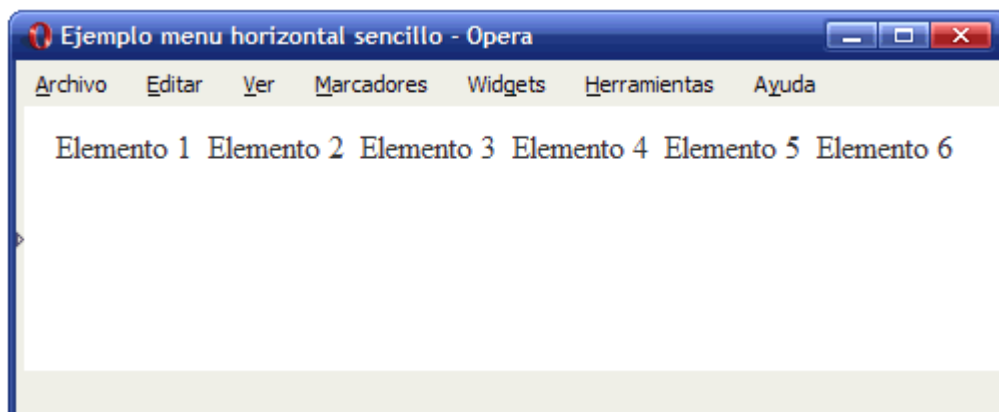 Ejemplo menu horizontal sencillo - Opera
Archivo Editar Ver Marcadores Widgets Herramientas Ayuda
Elemento 1 Elemento 2 Elemento 3 Elemento 4 Elemento 5 Elemento 6